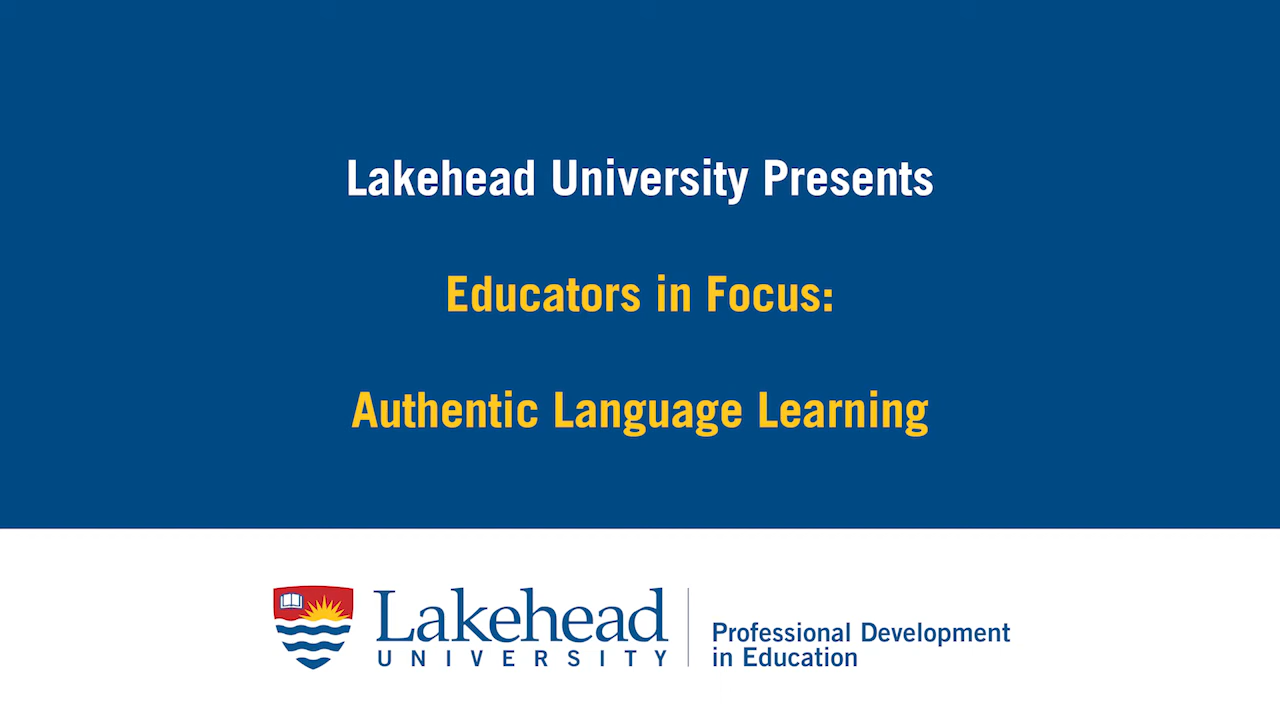 Lakehead University Presents
Educators in Focus:
Authentic Language Learning
Lakehead
UNIVERSITY
Professional Development
in Education